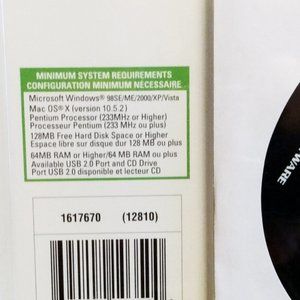 MINIMUM SYSTEM REQUIREMENTS
CONFIGURATION MINIMUM NÉCESSAIRE
Microsoft Windows® 98SE/ME/2000/XP/Vista
Mac OS® X (version 10.5.2)
Pentium Processor (233MHz or Higher)
Processeur Pentium (233 MHz ou plus)
128MB Free Hard Disk Space or Higher
Espace libre sur disque dur 128 MB ou plus
64MB RAM or Higher/64 MB RAM ou plus
Available USB 2.0 Port and CD Drive
Port USB 2.0 disponible et lecteur CD
1617670 (12810)
WARE